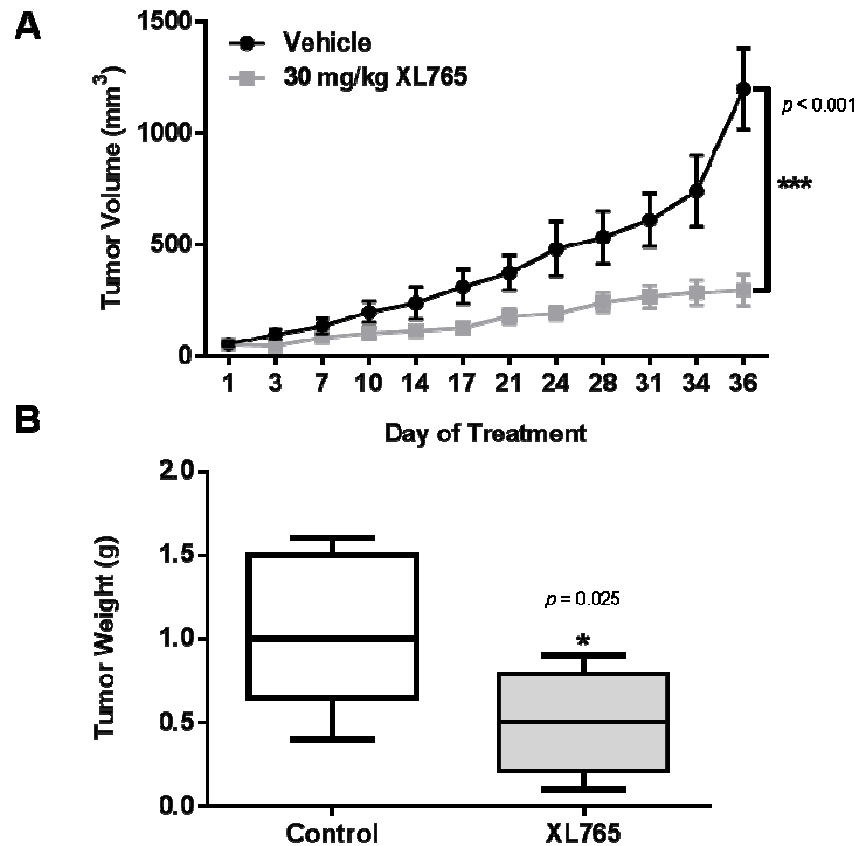 A
1500
1000
500
0
Tumor Volume (mm³)
Vehicle
30 mg/kg XL765
p < 0.001
***
1 3 7 10 14 17 21 24 28 31 34 36
Day of Treatment
B
2.0
1.5
1.0
0.5
0.0
Tumor Weight (g)
p = 0.025
*
Control XL765